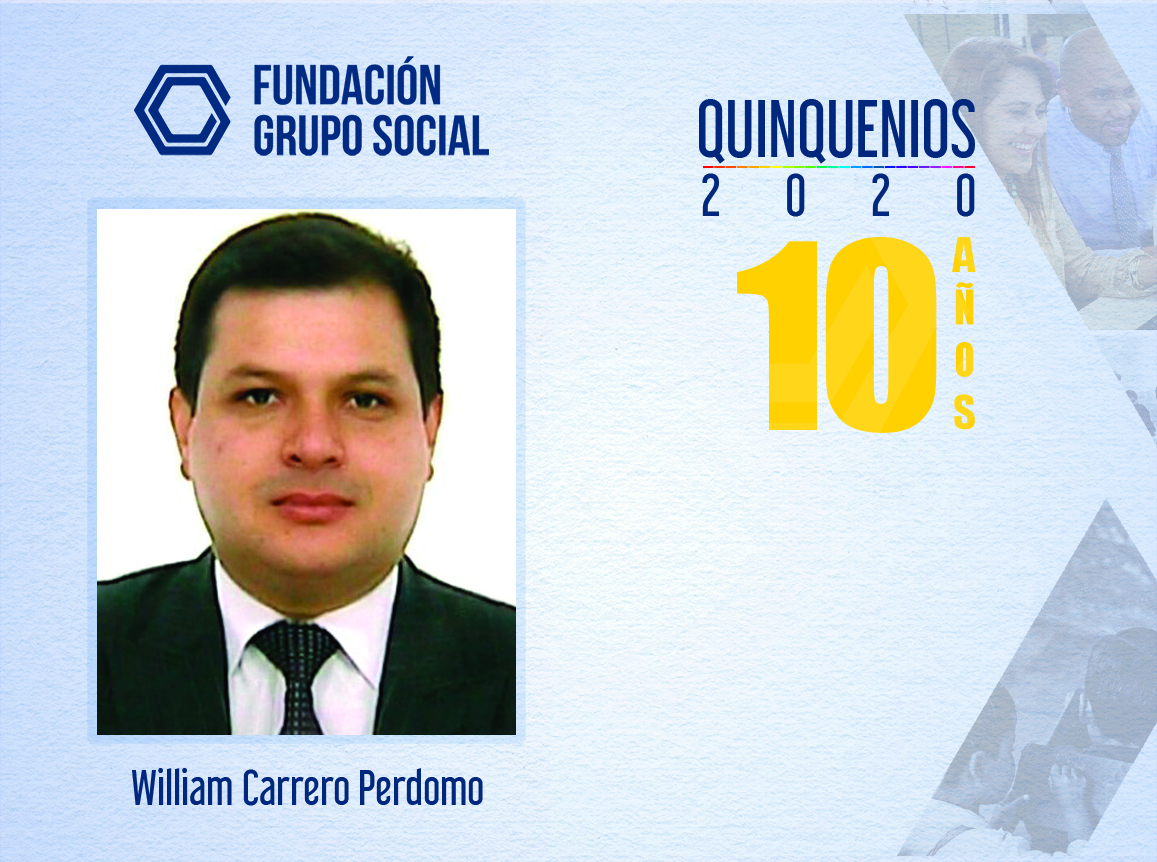 FUNDACIÓN
GRUPO SOCIAL
QUINQUENIOS
2020
10
AÑOS
William Carrero Perdomo